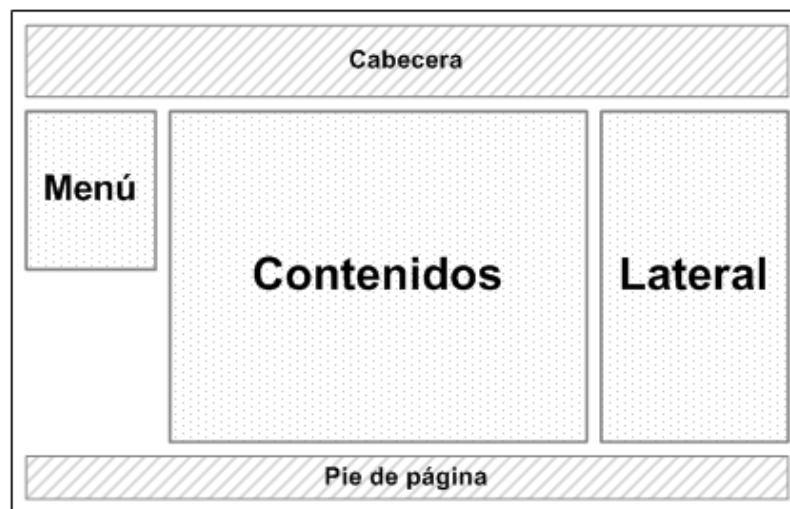 Cabecera
Menú
Contenidos
Lateral
Pie de página